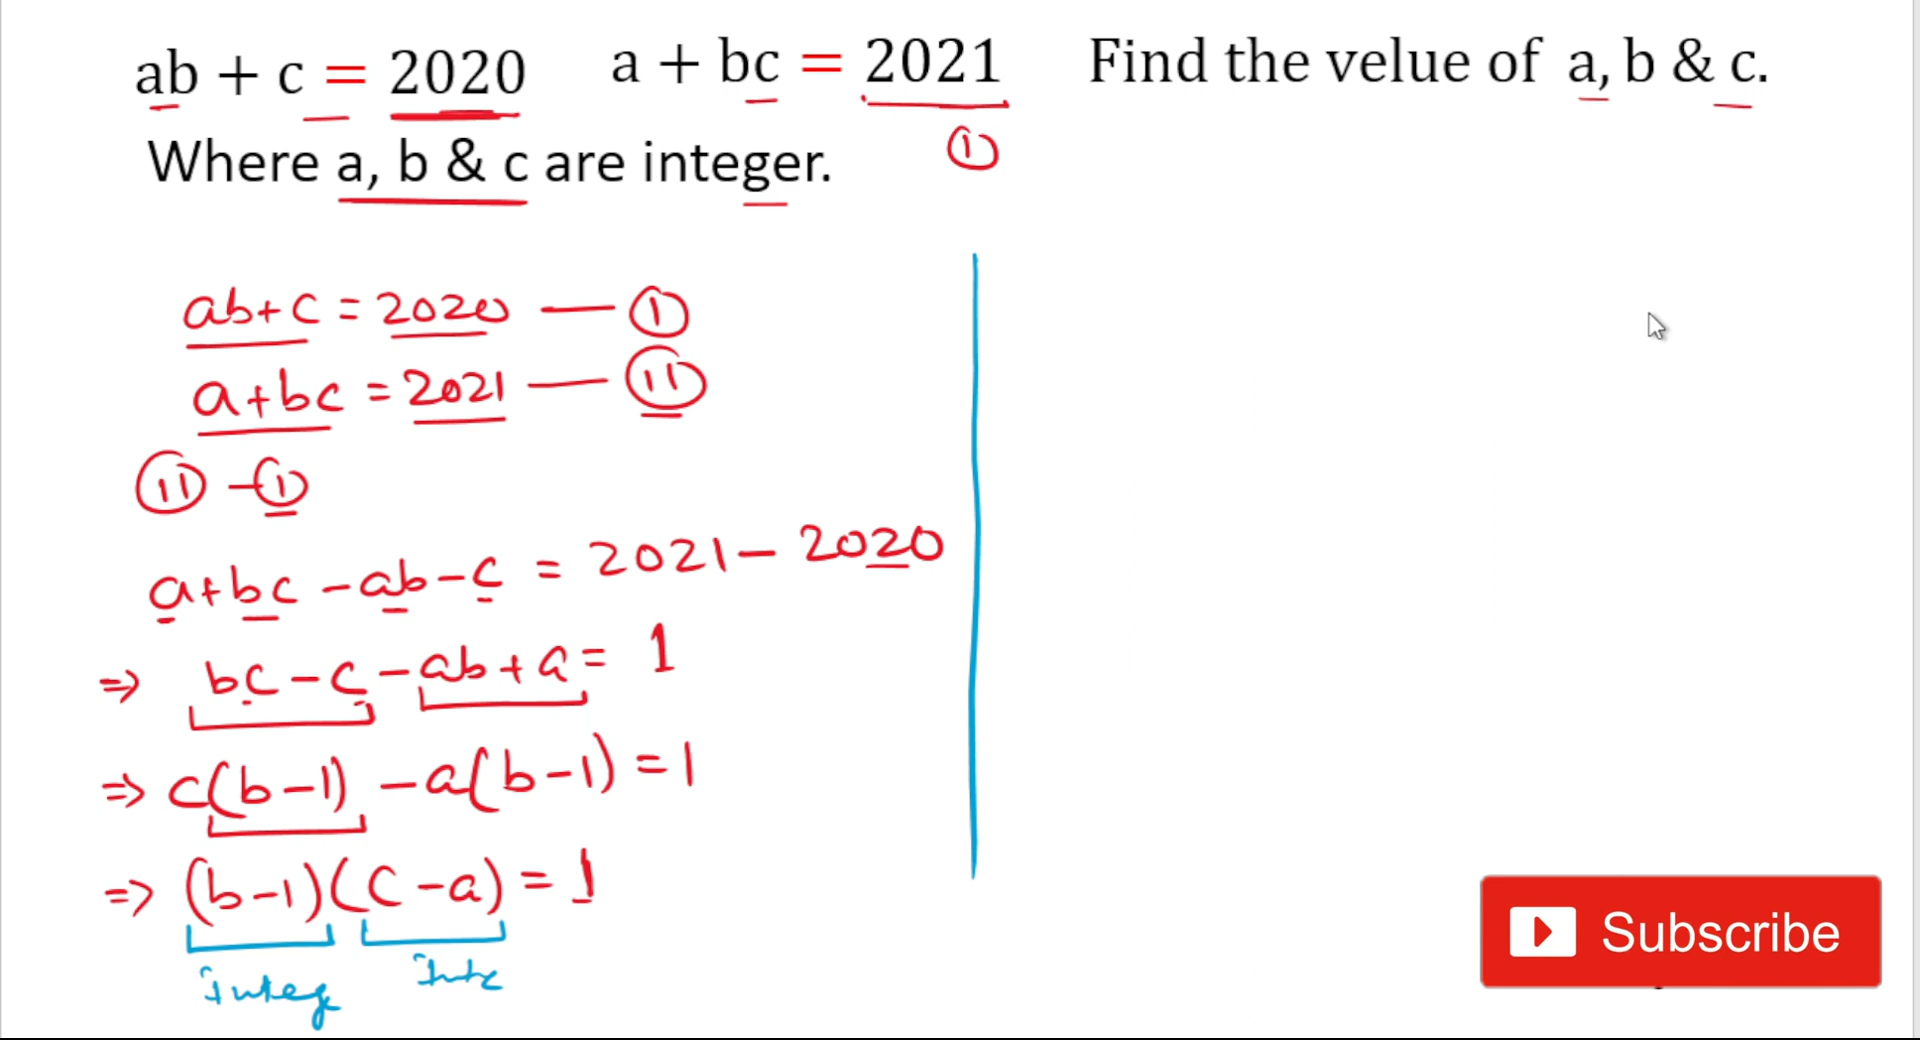 ab + c = 2020 a + bc = 2021 Find the velue of a, b & c.
Where a, b & c are integer. ①
ab+c = 2020 — ①
a+bc = 2021 — ⑪
⑪ - ①
a+bc - ab - c = 2021 - 2020
⇒ bc - c - ab + a = 1
⇒ c(b-1) - a(b-1) = 1
⇒ (b-1)(c-a) = 1
Subscribe